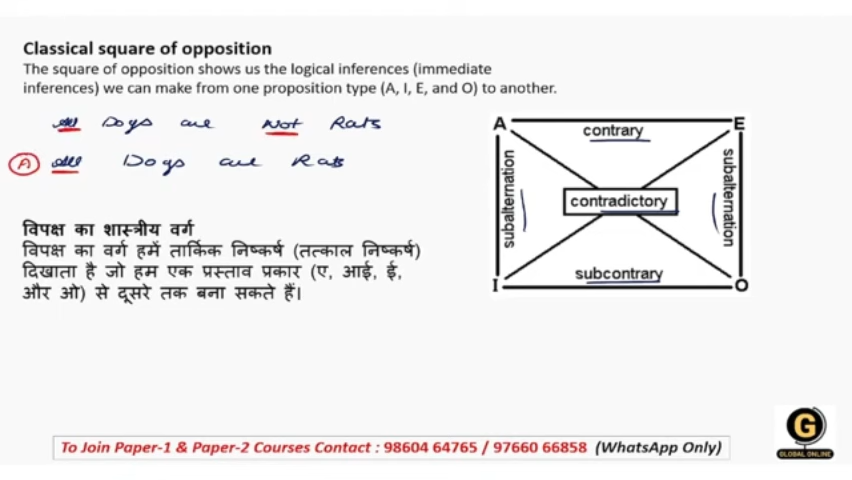 Classical square of opposition
The square of opposition shows us the logical inferences (immediate
inferences) we can make from one proposition type (A, I, E, and O) to another.
All Dogs are Not Rats
A All Dogs are Rats
विपक्ष का शास्त्रीय वर्ग
विपक्ष का वर्ग हमें तार्किक निष्कर्ष (तत्काल निष्कर्ष)
दिखाता है जो हम एक प्रस्ताव प्रकार (ए, आई, ई,
और ओ) से दूसरे तक बना सकते हैं।
A
contrary
E
subalternation
contradictory
subalternation
I
subcontrary
O
G
GLOBAL ONLINE
To Join Paper-1 & Paper-2 Courses Contact : 98604 64765 / 97660 66858 (WhatsApp Only)